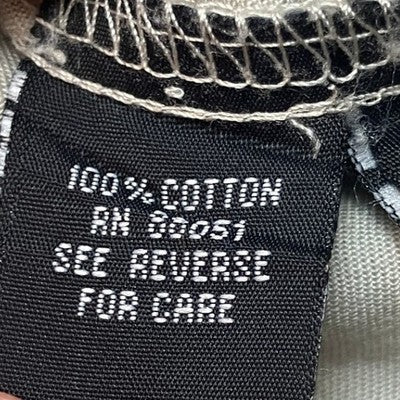 100% COTTON
RN 80051
SEE REVERSE
FOR CARE